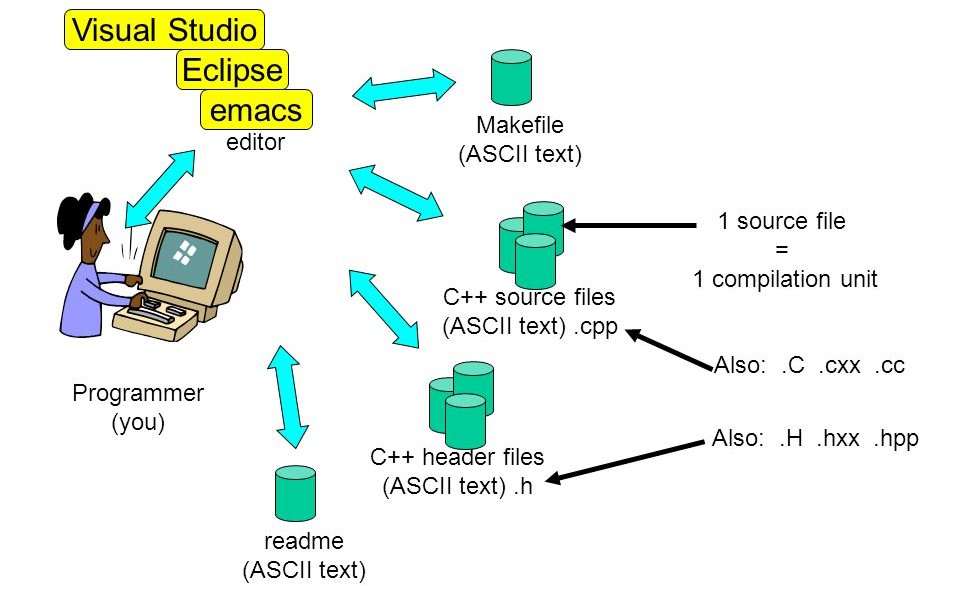 Visual Studio
Eclipse
emacs
editor
Makefile
(ASCII text)
1 source file
=
1 compilation unit
C++ source files
(ASCII text) .cpp
Also: .C .cxx .cc
Programmer
(you)
Also: .H .hxx .hpp
C++ header files
(ASCII text) .h
readme
(ASCII text)